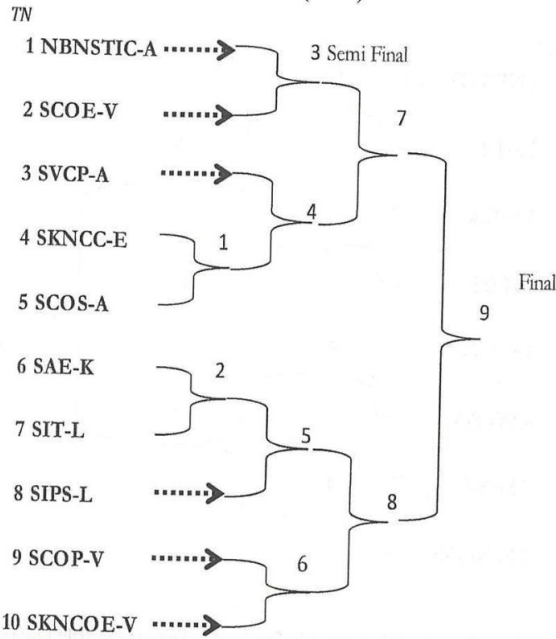 TN
1 NBNSTIC-A
3 Semi Final
2 SCOE-V
7
3 SVCP-A
4
4 SKNCC-E
1
5 SCOS-A
Final
9
6 SAE-K
2
7 SIT-L
5
8 SIPS-L
8
9 SCOP-V
6
10 SKNCOE-V